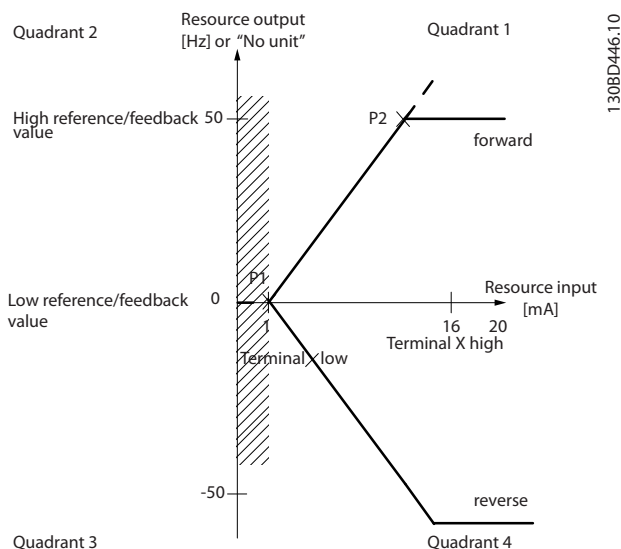 Quadrant 2
Resource output
[Hz] or “No unit”
Quadrant 1
130BD446.10
High reference/feedback
value
50
P2
forward
P1
Low reference/feedback
value
0
Resource input
[mA]
1
16
20
Terminal X high
Terminal low
-50
reverse
Quadrant 3
Quadrant 4